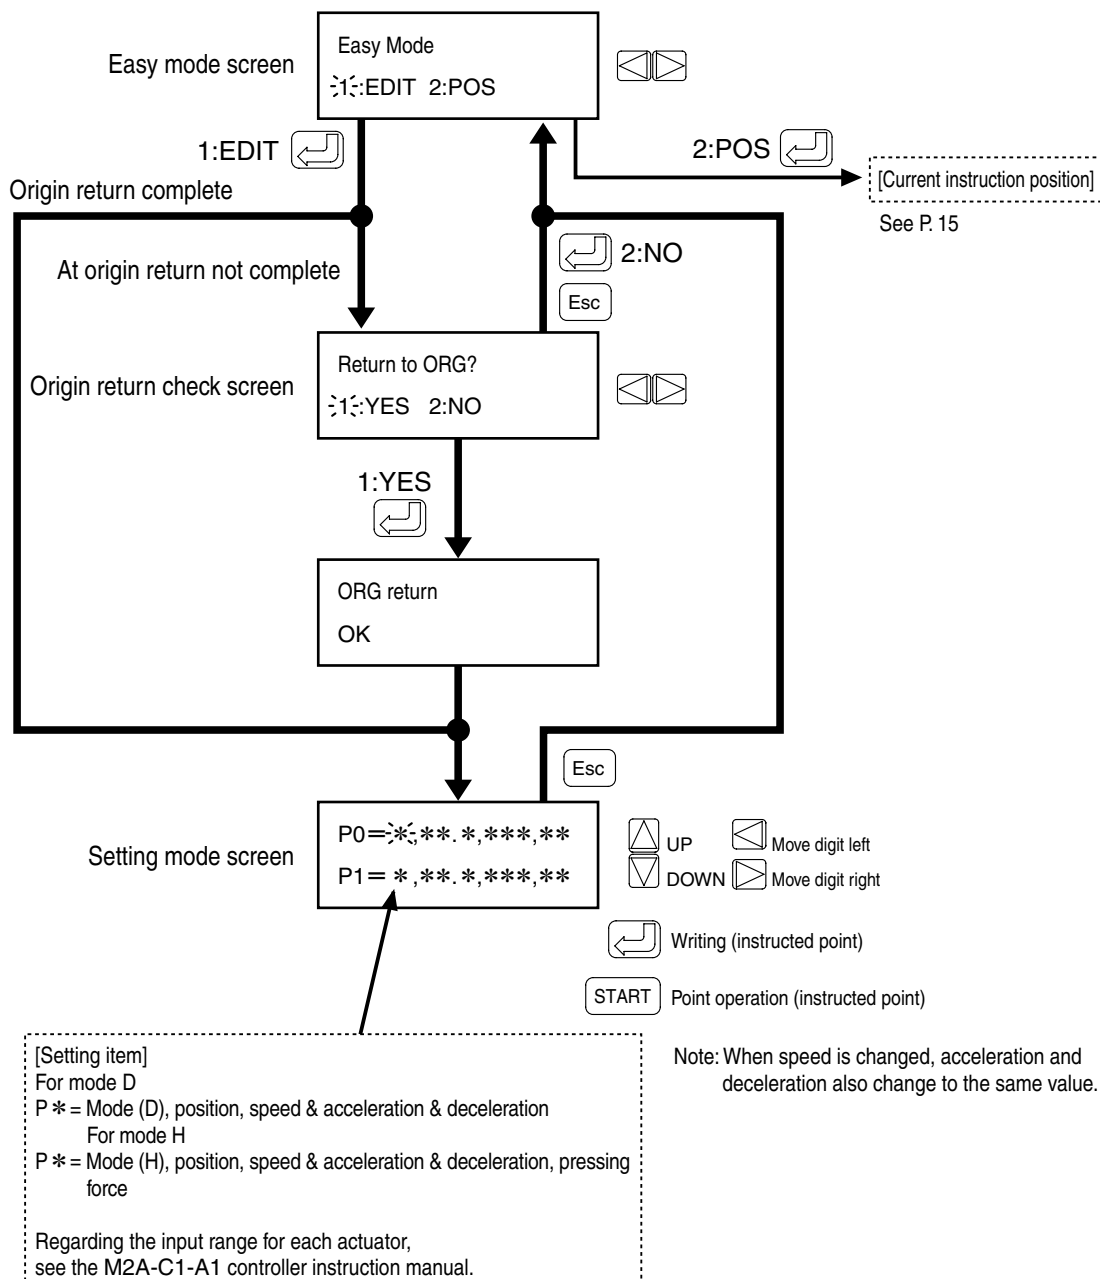 Easy mode screen
Easy Mode
1:EDIT 2:POS
1:EDIT
2:POS
[Current instruction position]
See P. 15
Origin return complete
At origin return not complete
2:NO
Esc
Origin return check screen
Return to ORG?
1:YES 2:NO
1:YES
ORG return
OK
Esc
Setting mode screen
P0=*,**.*,***,**
P1=*,**.*,***,**
UP
Move digit left
DOWN
Move digit right
Writing (instructed point)
START
Point operation (instructed point)
[Setting item]
For mode D
P*= Mode (D), position, speed & acceleration & deceleration
For mode H
P*= Mode (H), position, speed & acceleration & deceleration, pressing
force
Regarding the input range for each actuator,
see the M2A-C1-A1 controller instruction manual.
Note: When speed is changed, acceleration and
deceleration also change to the same value.